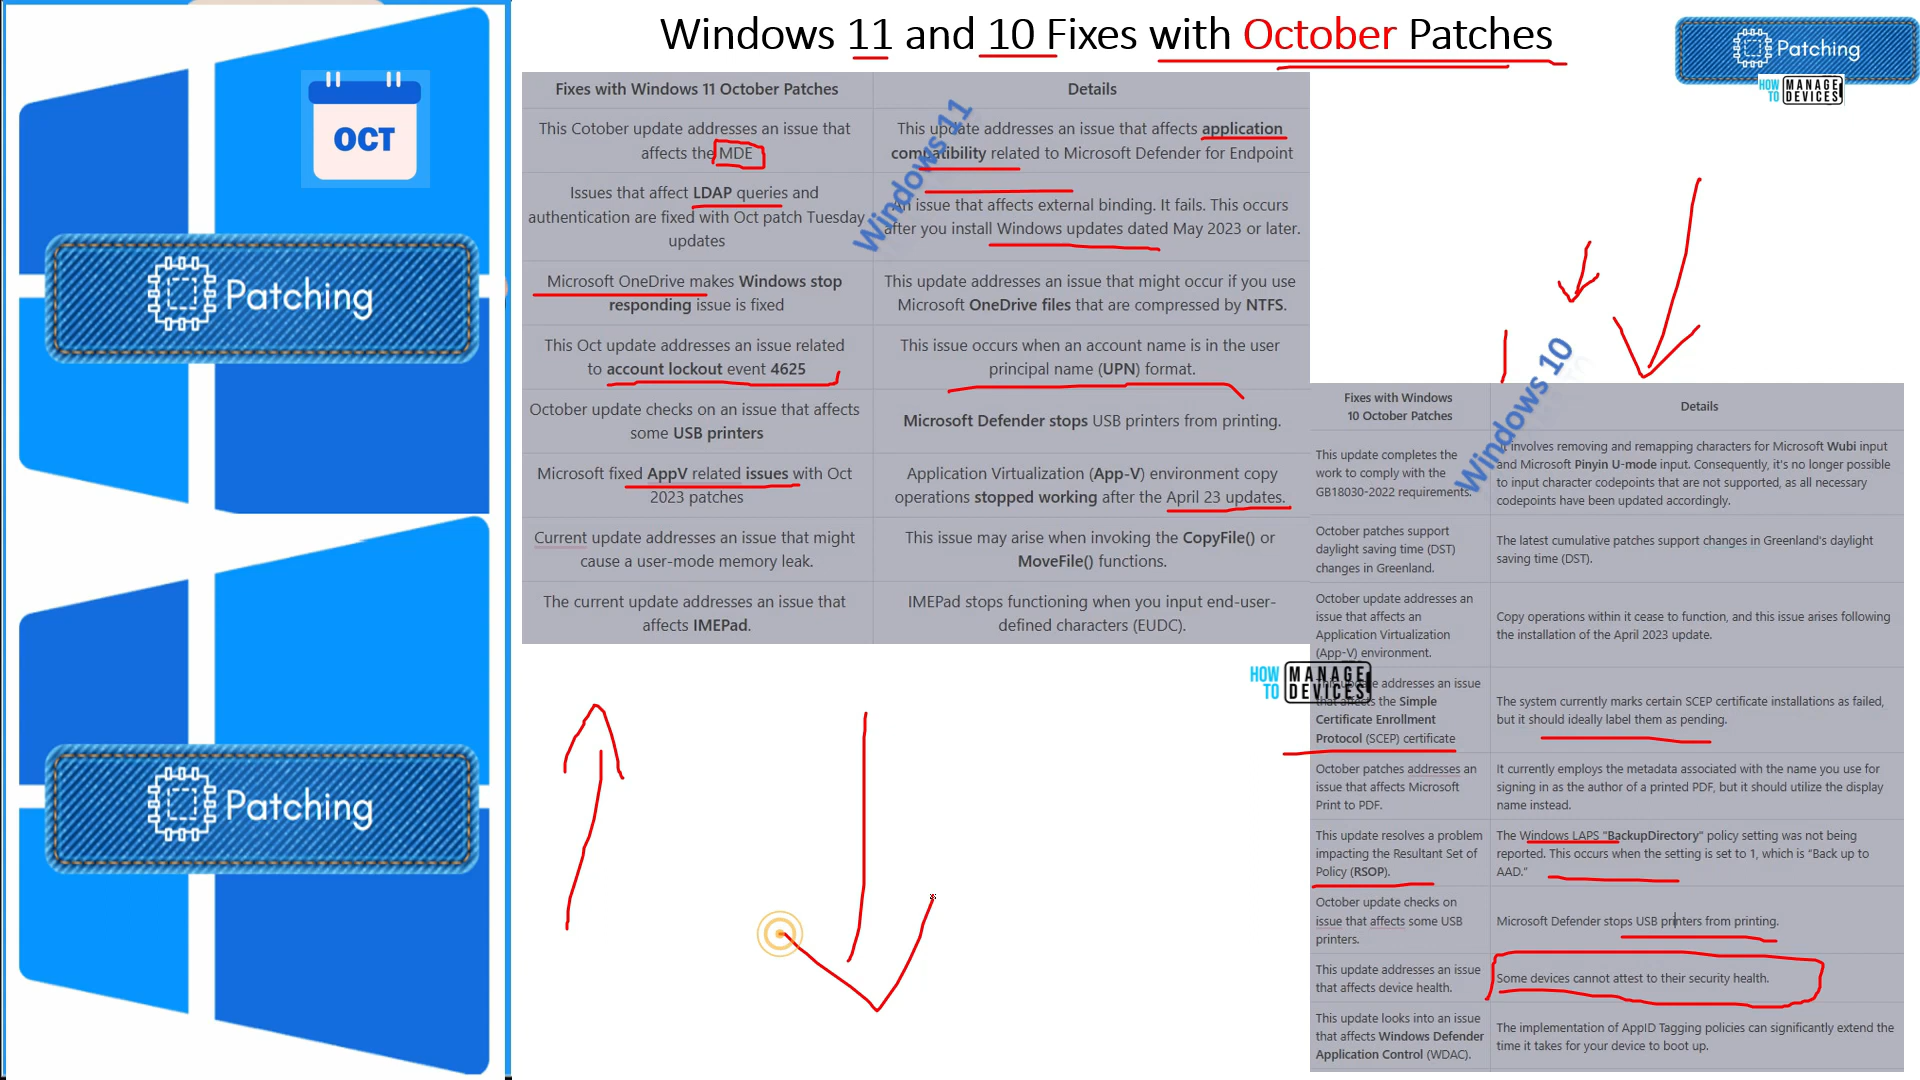 Windows 11 and 10 Fixes with October Patches
Patching
HOW TO MANAGE DEVICES
OCT
Patching
Patching
Fixes with Windows 11 October Patches
Details
This Cotober update addresses an issue that
affects the MDE
This update addresses an issue that affects application
compatibility related to Microsoft Defender for Endpoint
Issues that affect LDAP queries and
authentication are fixed with Oct patch Tuesday
updates
An issue that affects external binding. It fails. This occurs
after you install Windows updates dated May 2023 or later.
Microsoft OneDrive makes Windows stop
responding issue is fixed
This update addresses an issue that might occur if you use
Microsoft OneDrive files that are compressed by NTFS.
This Oct update addresses an issue related
to account lockout event 4625
This issue occurs when an account name is in the user
principal name (UPN) format.
October update checks on an issue that affects
some USB printers
Microsoft Defender stops USB printers from printing.
Microsoft fixed AppV related issues with Oct
2023 patches
Application Virtualization (App-V) environment copy
operations stopped working after the April 23 updates.
Current update addresses an issue that might
cause a user-mode memory leak.
This issue may arise when invoking the CopyFile() or
MoveFile() functions.
The current update addresses an issue that
affects IMEPad.
IMEPad stops functioning when you input end-user-
defined characters (EUDC).
Windows 11
Windows 10
Fixes with Windows
10 October Patches
Details
This update completes the
work to comply with the
GB18030-2022 requirements.
It involves removing and remapping characters for Microsoft Wubi input
and Microsoft Pinyin U-mode input. Consequently, it's no longer possible
to input character codepoints that are not supported, as all necessary
codepoints have been updated accordingly.
October patches support
daylight saving time (DST)
changes in Greenland.
The latest cumulative patches support changes in Greenland's daylight
saving time (DST).
October update addresses an
issue that affects an
Application Virtualization
(App-V) environment.
Copy operations within it cease to function, and this issue arises following
the installation of the April 2023 update.
HOW TO MANAGE DEVICES
This update addresses an issue
that affects the Simple
Certificate Enrollment
Protocol (SCEP) certificate
The system currently marks certain SCEP certificate installations as failed,
but it should ideally label them as pending.
October patches addresses an
issue that affects Microsoft
Print to PDF.
It currently employs the metadata associated with the name you use for
signing in as the author of a printed PDF, but it should utilize the display
name instead.
This update resolves a problem
impacting the Resultant Set of
Policy (RSOP).
The Windows LAPS "BackupDirectory" policy setting was not being
reported. This occurs when the setting is set to 1, which is "Back up to
AAD."
October update checks on
issue that affects some USB
printers.
Microsoft Defender stops USB printers from printing.
This update addresses an issue
that affects device health.
Some devices cannot attest to their security health.
This update looks into an issue
that affects Windows Defender
Application Control (WDAC).
The implementation of AppID Tagging policies can significantly extend the
time it takes for your device to boot up.